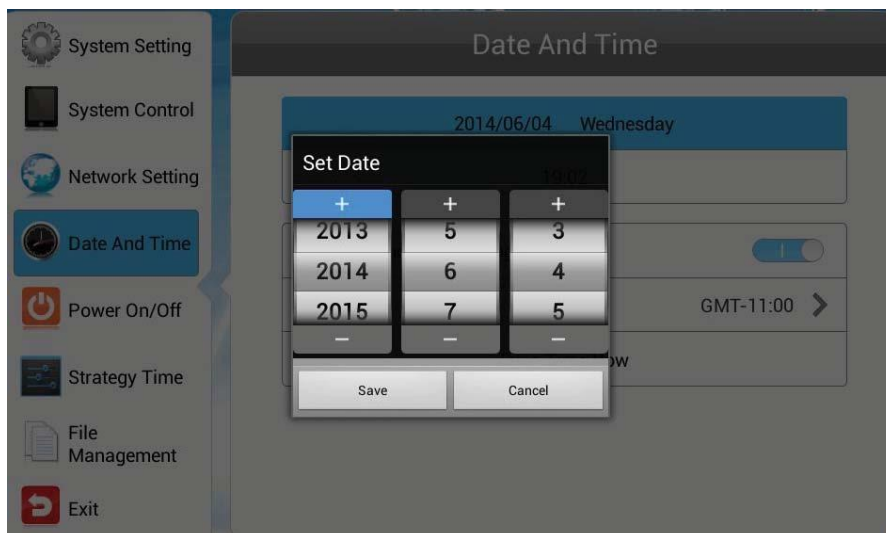 System Setting
System Control
Network Setting
Date And Time
Power On/Off
Strategy Time
File
Management
Exit
Date And Time
2014/06/04 Wednesday
19:02
Set Date
+ + +
2013 5 3
2014 6 4
2015 7 5
− − −
Save Cancel
GMT-11:00